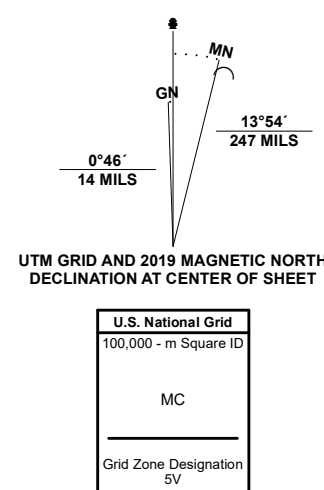 MN
GN
13°54´
247 MILS
0°46´
14 MILS
UTM GRID AND 2019 MAGNETIC NORTH
DECLINATION AT CENTER OF SHEET
U.S. National Grid
100,000 - m Square ID
MC
Grid Zone Designation
5V